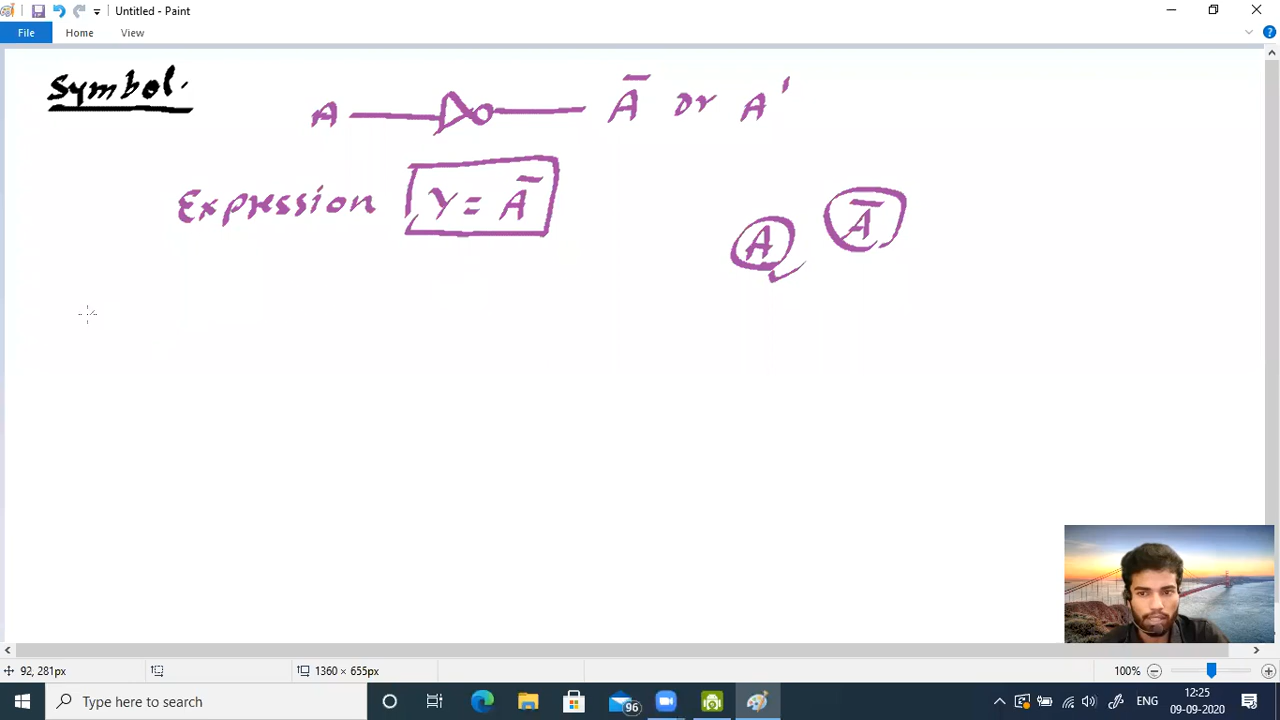 Untitled - Paint
File Home View
Symbol.
A Ā or A'
Expression Y = Ā
A Ā
92, 281px
1360 × 655px
100%
Type here to search
96
ENG
12:25
09-09-2020